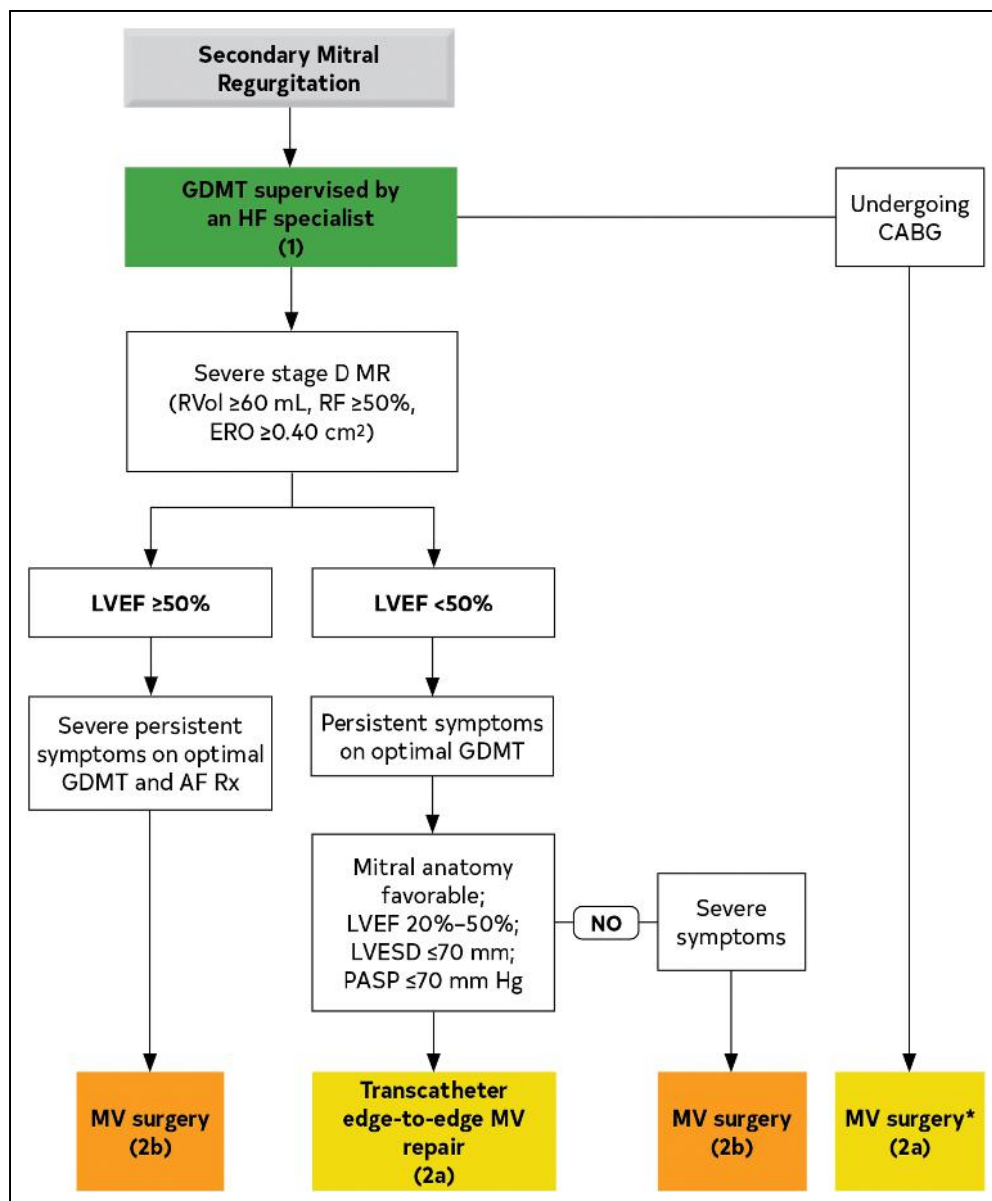 Secondary Mitral
Regurgitation
GDMT supervised by
an HF specialist
(1)
Undergoing
CABG
Severe stage D MR
(RVol ≥60 mL, RF ≥50%,
ERO ≥0.40 cm²)
LVEF ≥50%
LVEF <50%
Severe persistent
symptoms on optimal
GDMT and AF Rx
Persistent symptoms
on optimal GDMT
Mitral anatomy
favorable;
LVEF 20%–50%;
LVESD ≤70 mm;
PASP ≤70 mm Hg
NO
Severe
symptoms
MV surgery
(2b)
Transcatheter
edge-to-edge MV
repair
(2a)
MV surgery
(2b)
MV surgery*
(2a)